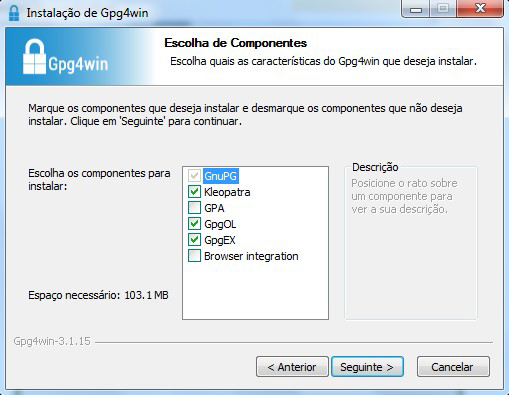 Instalação de Gpg4win
Gpg4win
Escolha de Componentes
Escolha quais as características do Gpg4win que deseja instalar.
Marque os componentes que deseja instalar e desmarque os componentes que não deseja
instalar. Clique em 'Seguinte' para continuar.
Escolha os componentes para
instalar:
GnuPG
Kleopatra
GPA
GpgOL
GpgEX
Browser integration
Descrição
Posicione o rato sobre
um componente para
ver a sua descrição.
Espaço necessário: 103.1MB
Gpg4win-3.1.15
< Anterior
Seguinte >
Cancelar